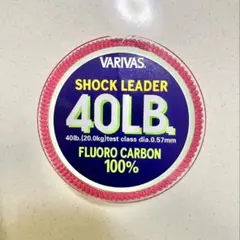 VARIVAS.
SHOCK LEADER
40LB.
40lb.(20.0kg)test class dia.0.57mm
FLUORO CARBON
100%